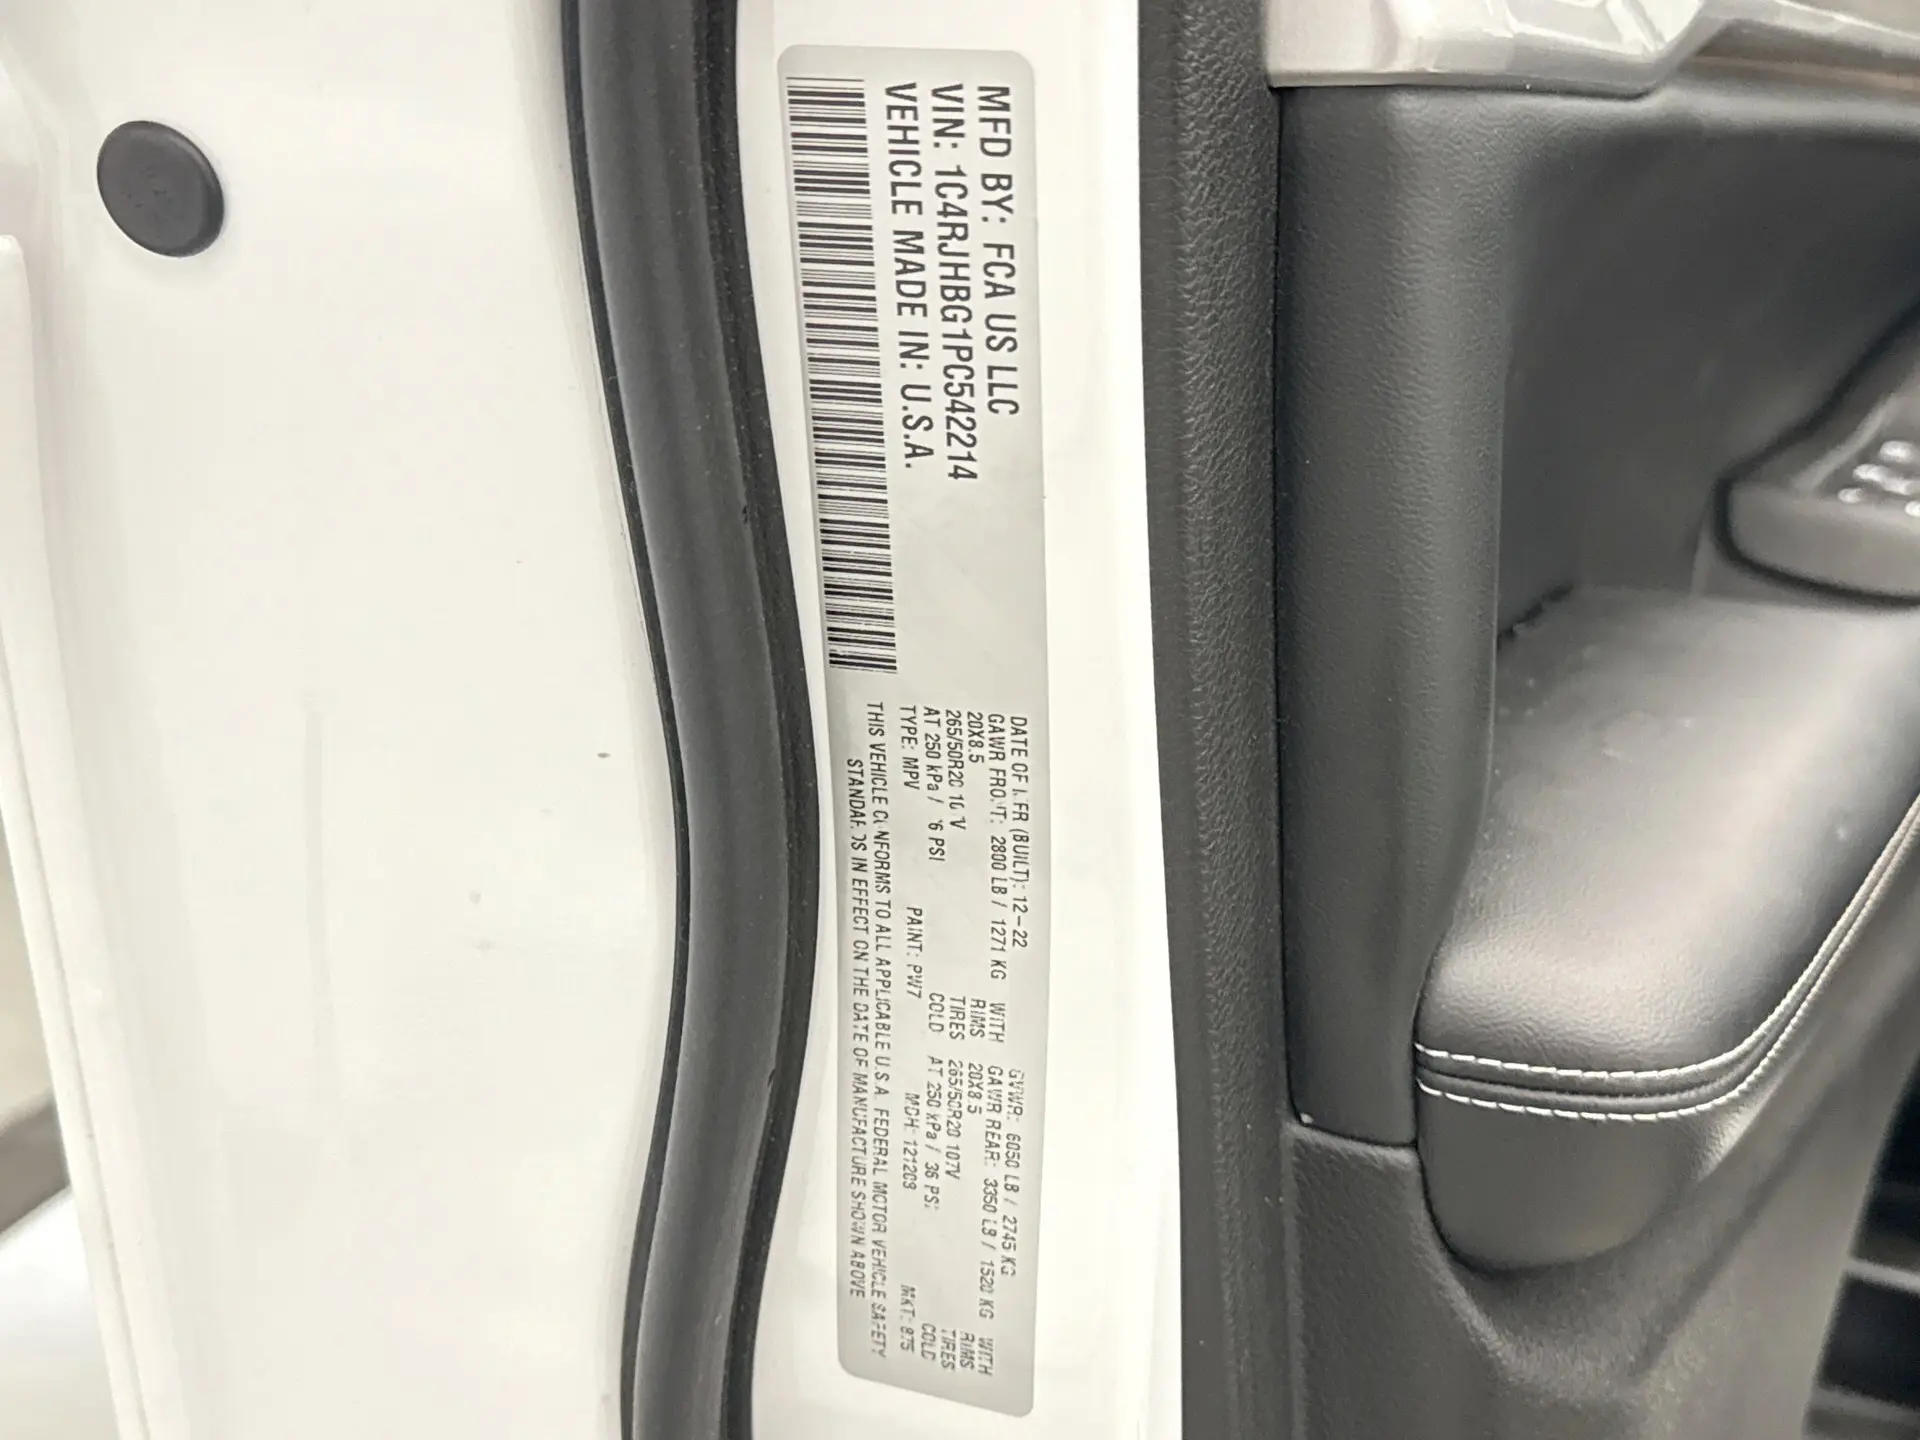 MFD BY: FCA US LLC
VIN: 1C4RJHBG1PC542214
VEHICLE MADE IN: U.S.A.
DATE OF MFR (BUILT): 12-22 GVWR: 6050 LB / 2745 KG
GAWR FRONT: 2800 LB / 1271 KG WITH GAWR REAR: 3350 LB / 1520 KG WITH
20X8.5 RIMS 20X8.5 RIMS
265/50R20 107V TIRES 265/50R20 107V TIRES
AT 250 kPa / 36 PSI COLD AT 250 kPa / 36 PSI COLD
TYPE: MPV PAINT: PW7 MDH: MKT:
THIS VEHICLE CONFORMS TO ALL APPLICABLE U.S.A. FEDERAL MOTOR VEHICLE SAFETY
STANDARDS IN EFFECT ON THE DATE OF MANUFACTURE SHOWN ABOVE